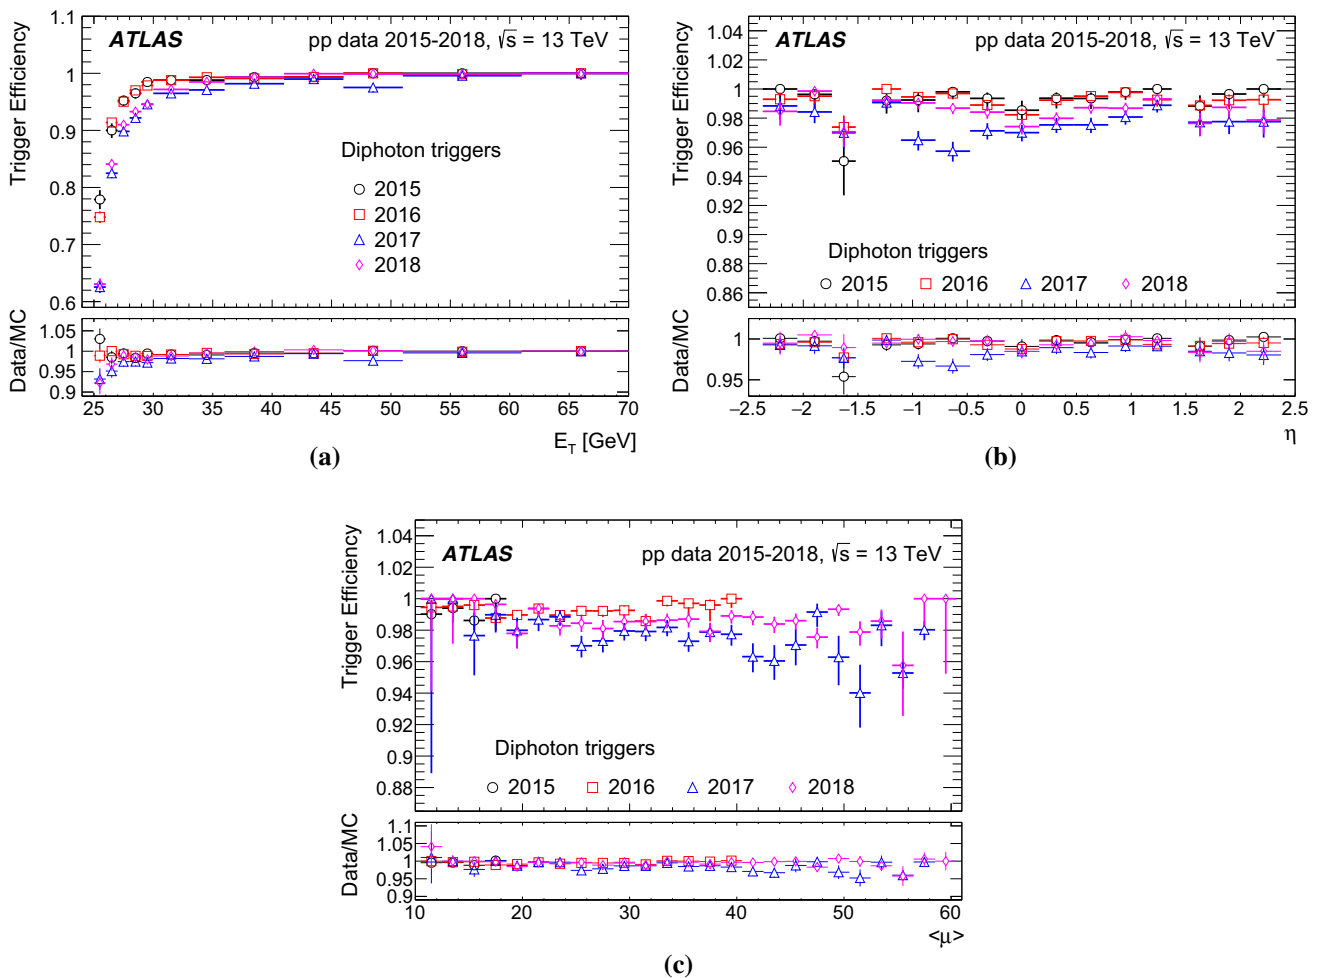 ATLAS
pp data 2015-2018, √s = 13 TeV
Trigger Efficiency
1.1
1
0.9
0.8
0.7
0.6
Diphoton triggers
2015
2016
2017
2018
Data/MC
1.05
1
0.95
0.9
25 30 35 40 45 50 55 60 65 70
E_T [GeV]
(a)
ATLAS
pp data 2015-2018, √s = 13 TeV
Trigger Efficiency
1.04
1.02
1
0.98
0.96
0.94
0.92
0.9
0.88
0.86
Diphoton triggers
2015 2016 2017 2018
Data/MC
1
0.95
−2.5 −2 −1.5 −1 −0.5 0 0.5 1 1.5 2 2.5
η
(b)
ATLAS
pp data 2015-2018, √s = 13 TeV
Trigger Efficiency
1.04
1.02
1
0.98
0.96
0.94
0.92
0.9
0.88
Diphoton triggers
2015 2016 2017 2018
Data/MC
1.1
1.05
1
0.95
0.9
10 20 30 40 50 60
<μ>
(c)